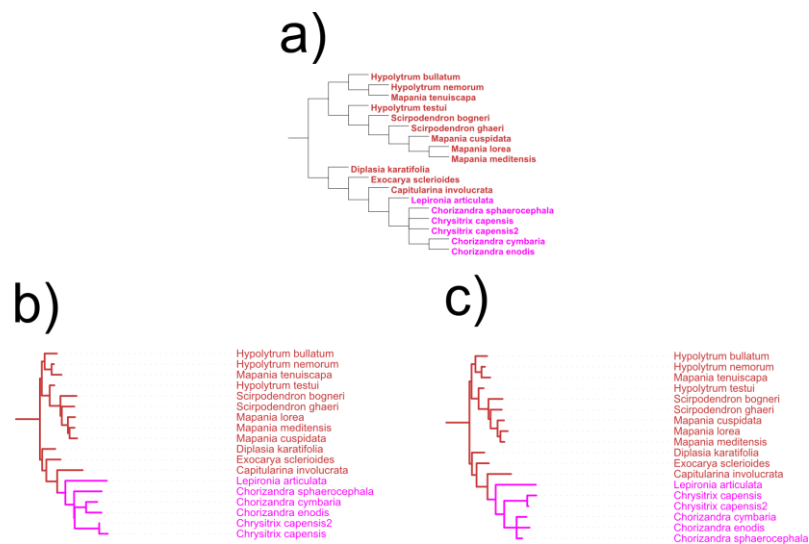 a)
Hypolytrum bullatum
Hypolytrum nemorum
Mapania tenuiscapa
Hypolytrum testui
Scirpodendron bogneri
Scirpodendron ghaeri
Mapania cuspidata
Mapania lorea
Mapania meditensis
Diplasia karatifolia
Exocarya sclerioides
Capitularina involucrata
Lepironia articulata
Chorizandra sphaerocephala
Chrysitrix capensis
Chrysitrix capensis2
Chorizandra cymbaria
Chorizandra enodis
b)
Hypolytrum bullatum
Hypolytrum nemorum
Mapania tenuiscapa
Hypolytrum testui
Scirpodendron bogneri
Scirpodendron ghaeri
Mapania lorea
Mapania meditensis
Mapania cuspidata
Diplasia karatifolia
Exocarya sclerioides
Capitularina involucrata
Lepironia articulata
Chorizandra sphaerocephala
Chorizandra cymbaria
Chorizandra enodis
Chrysitrix capensis2
Chrysitrix capensis
c)
Hypolytrum bullatum
Hypolytrum nemorum
Mapania tenuiscapa
Hypolytrum testui
Scirpodendron bogneri
Scirpodendron ghaeri
Mapania cuspidata
Mapania lorea
Mapania meditensis
Diplasia karatifolia
Exocarya sclerioides
Capitularina involucrata
Lepironia articulata
Chrysitrix capensis
Chrysitrix capensis2
Chorizandra cymbaria
Chorizandra enodis
Chorizandra sphaerocephala